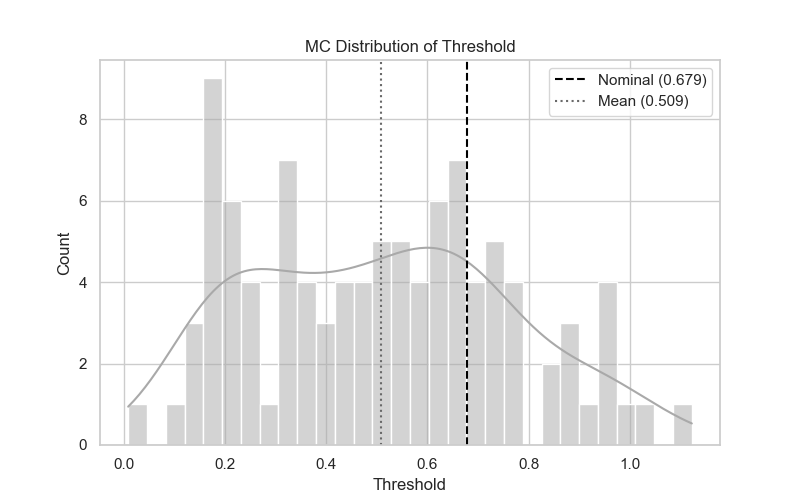 MC Distribution of Threshold
Nominal (0.679)
Mean (0.509)
Count
8
6
4
2
0
0.0 0.2 0.4 0.6 0.8 1.0
Threshold